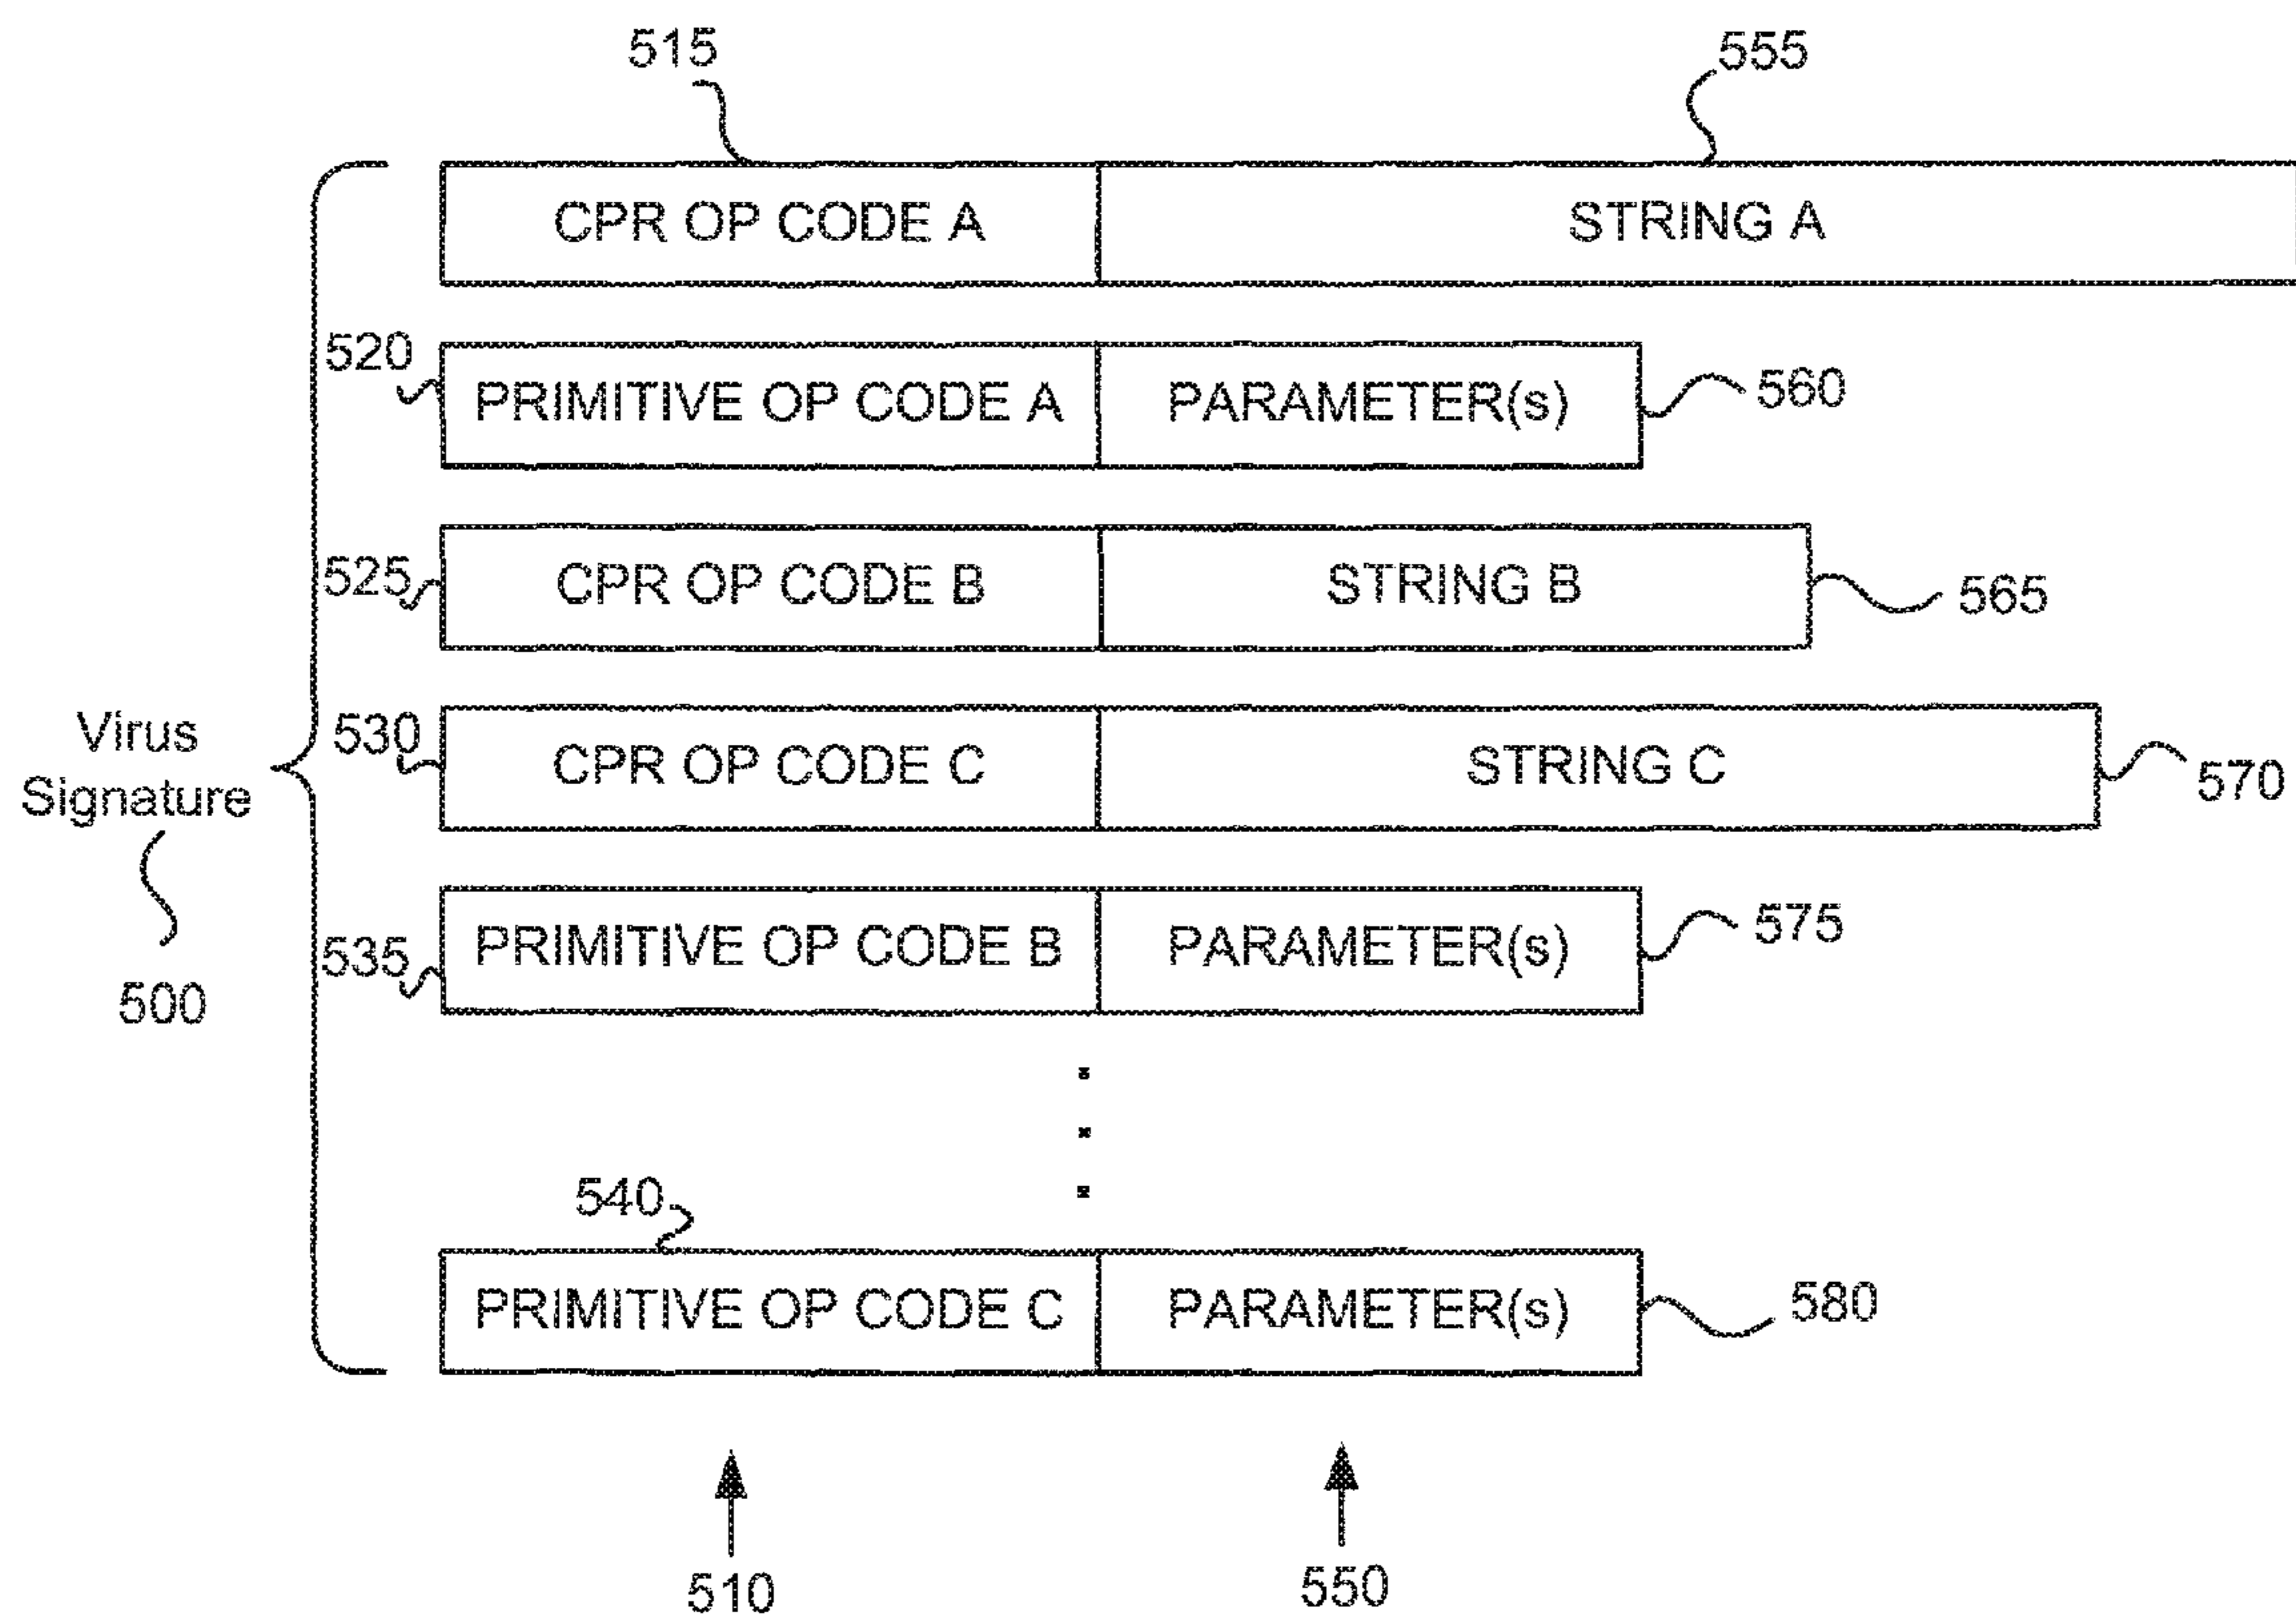 515
555
CPR OP CODE A
STRING A
520
PRIMITIVE OP CODE A
PARAMETER(s)
560
525
CPR OP CODE B
STRING B
565
Virus
Signature
500
530
CPR OP CODE C
STRING C
570
535
PRIMITIVE OP CODE B
PARAMETER(s)
575
540
PRIMITIVE OP CODE C
PARAMETER(s)
580
510
550